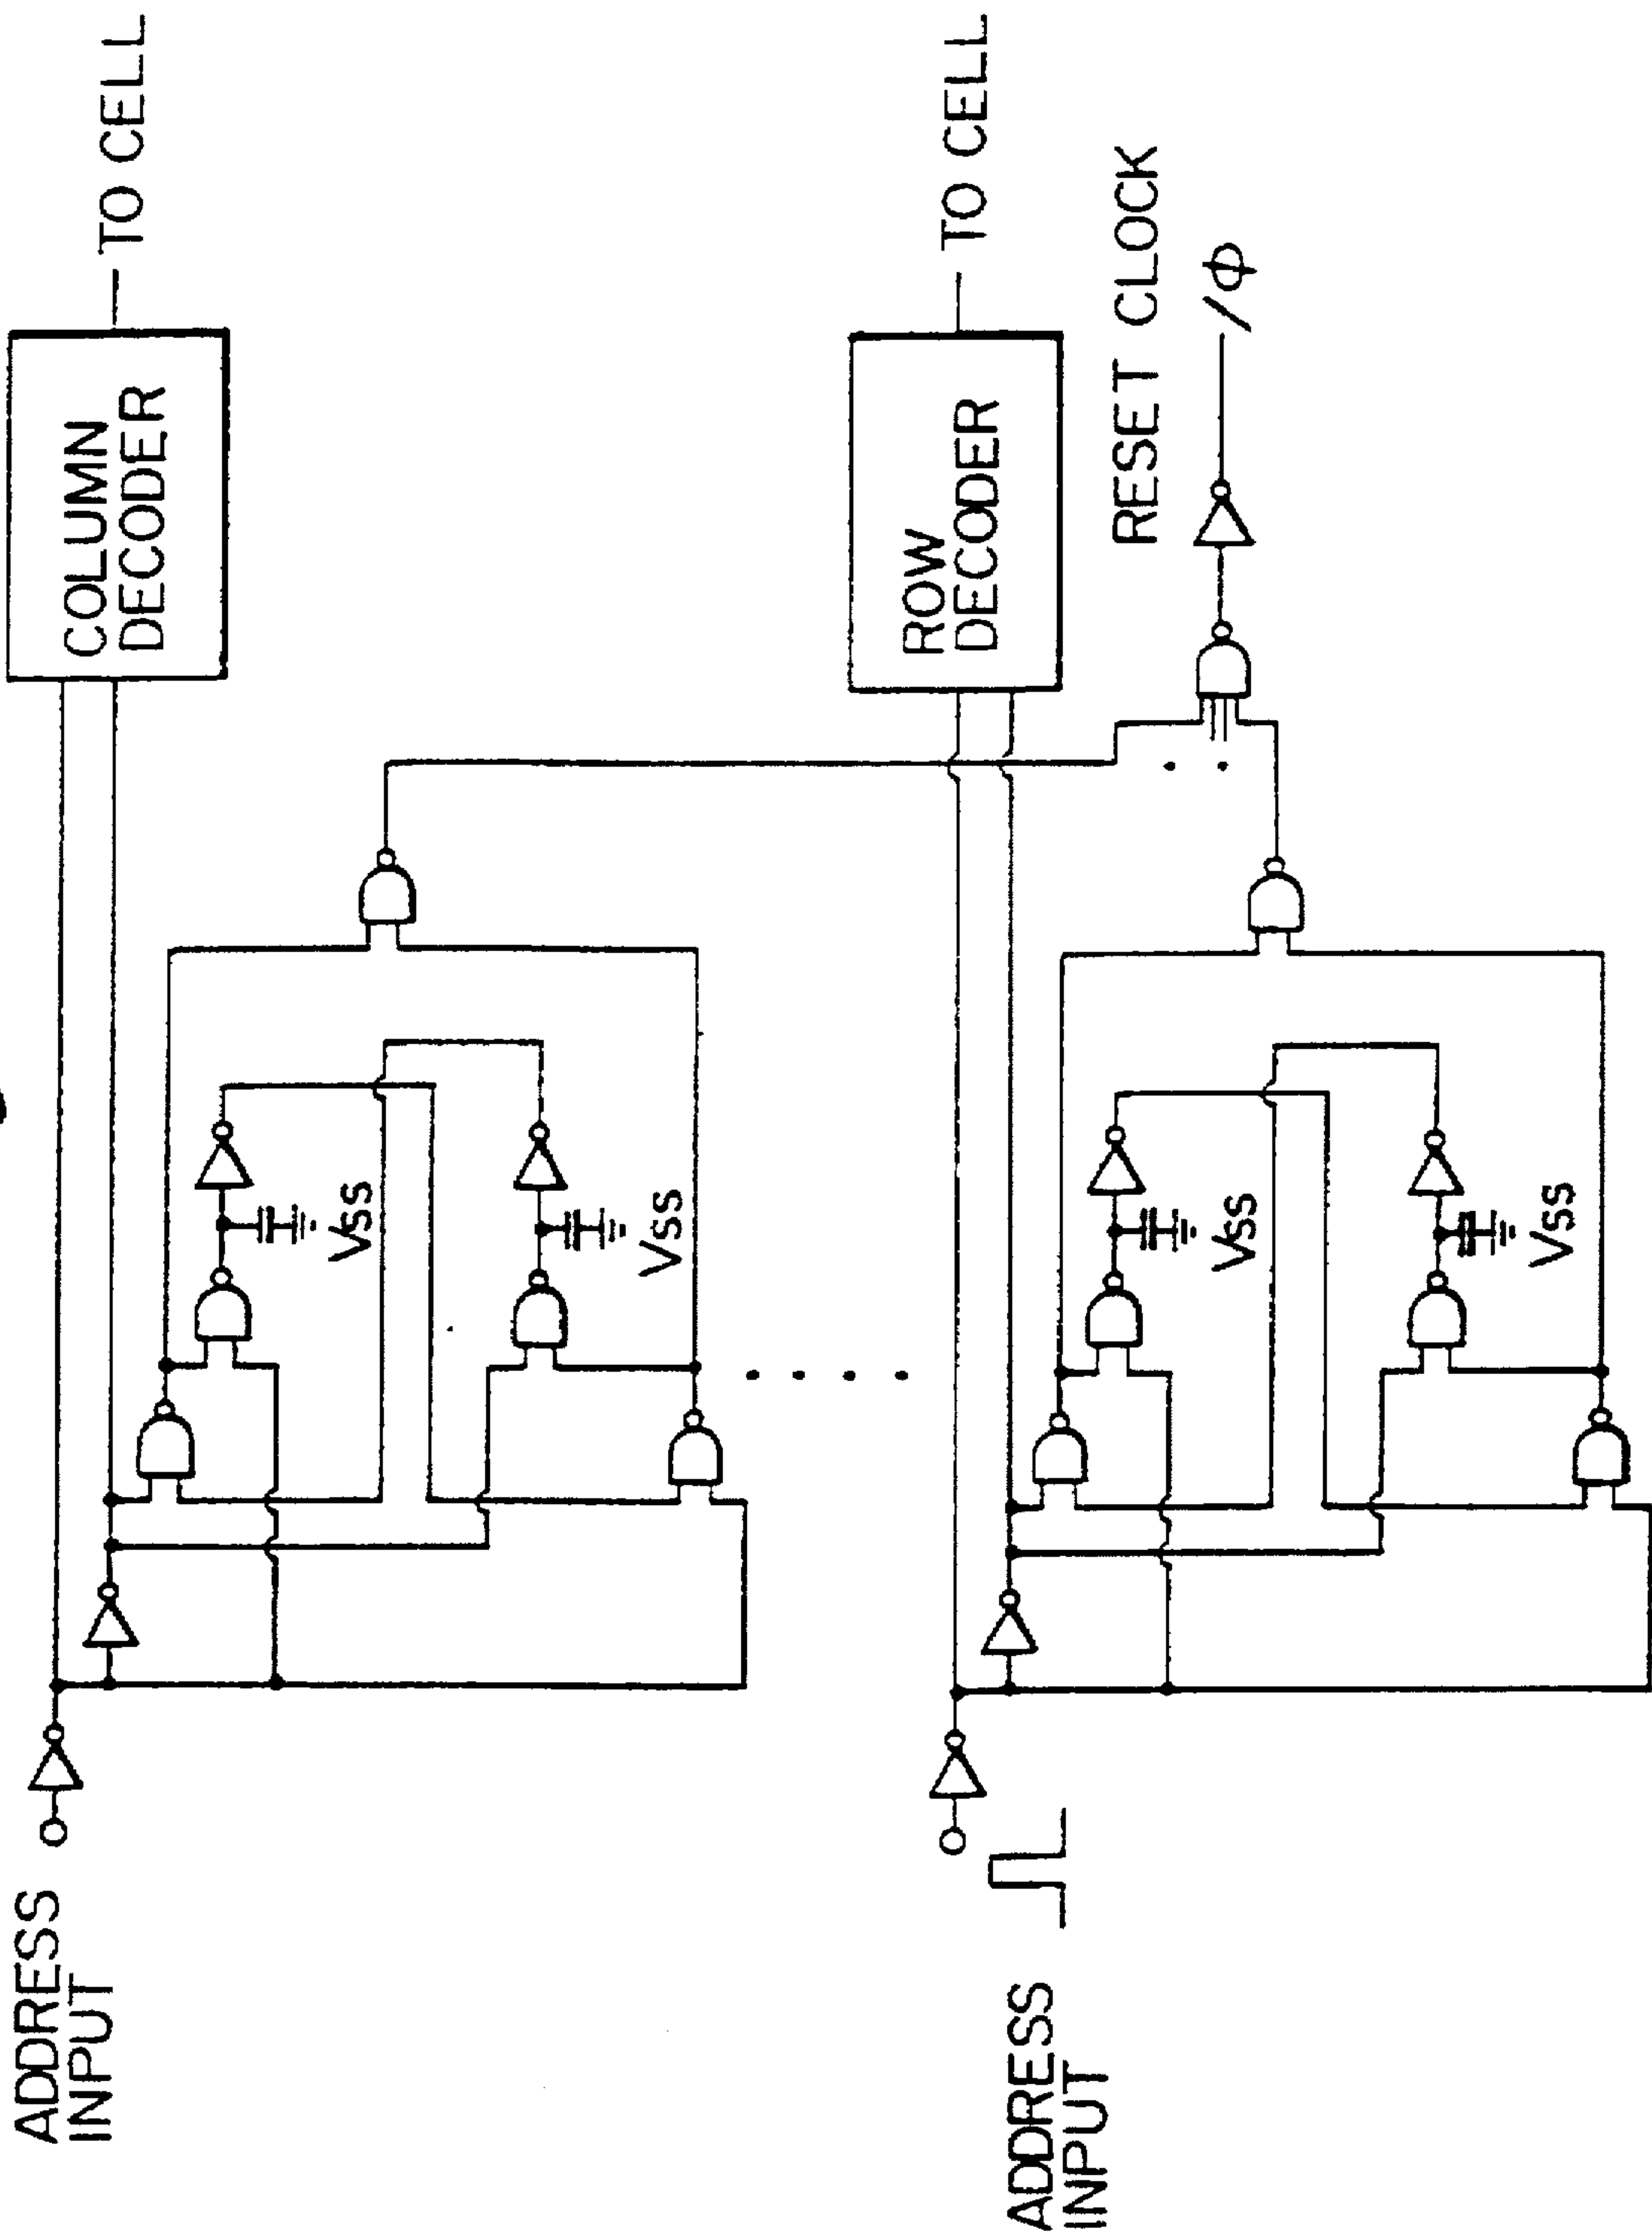 ADDRESS
INPUT
COLUMN
DECODER
TO CELL
VSS
VSS
ADDRESS
INPUT
ROW
DECODER
TO CELL
RESET CLOCK
/φ
VSS
VSS